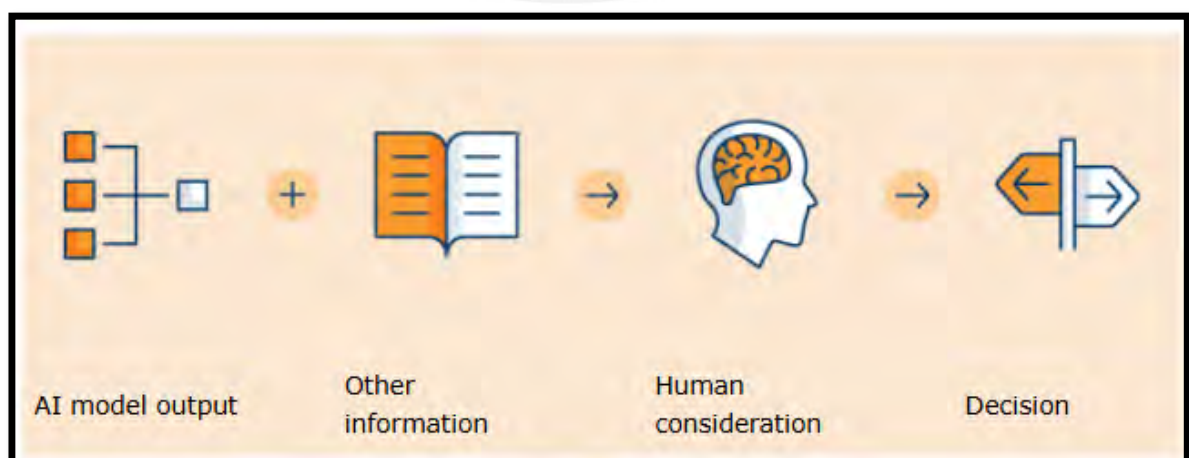 AI model output
Other
information
Human
consideration
Decision